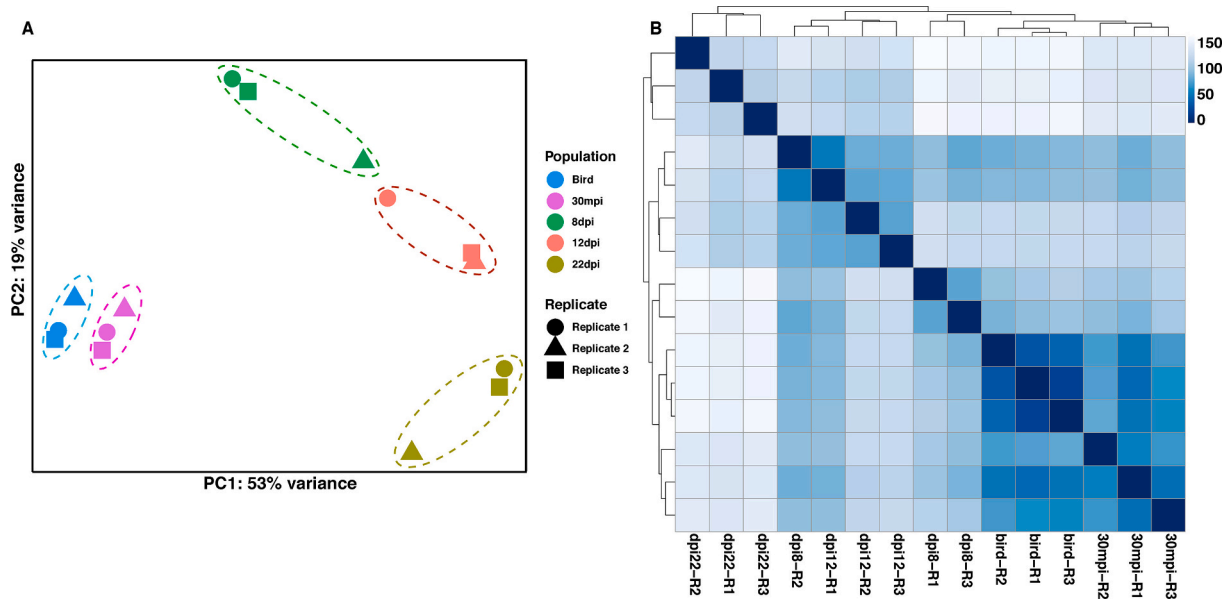 A
PC2: 19% variance
PC1: 53% variance
Population
Bird
30mpi
8dpi
12dpi
22dpi
Replicate
Replicate 1
Replicate 2
Replicate 3
B
150
100
50
0
dpi22–R2
dpi22–R1
dpi22–R3
dpi8–R2
dpi12–R1
dpi12–R2
dpi12–R3
dpi8–R1
dpi8–R3
bird–R2
bird–R1
bird–R3
30mpi–R2
30mpi–R1
30mpi–R3